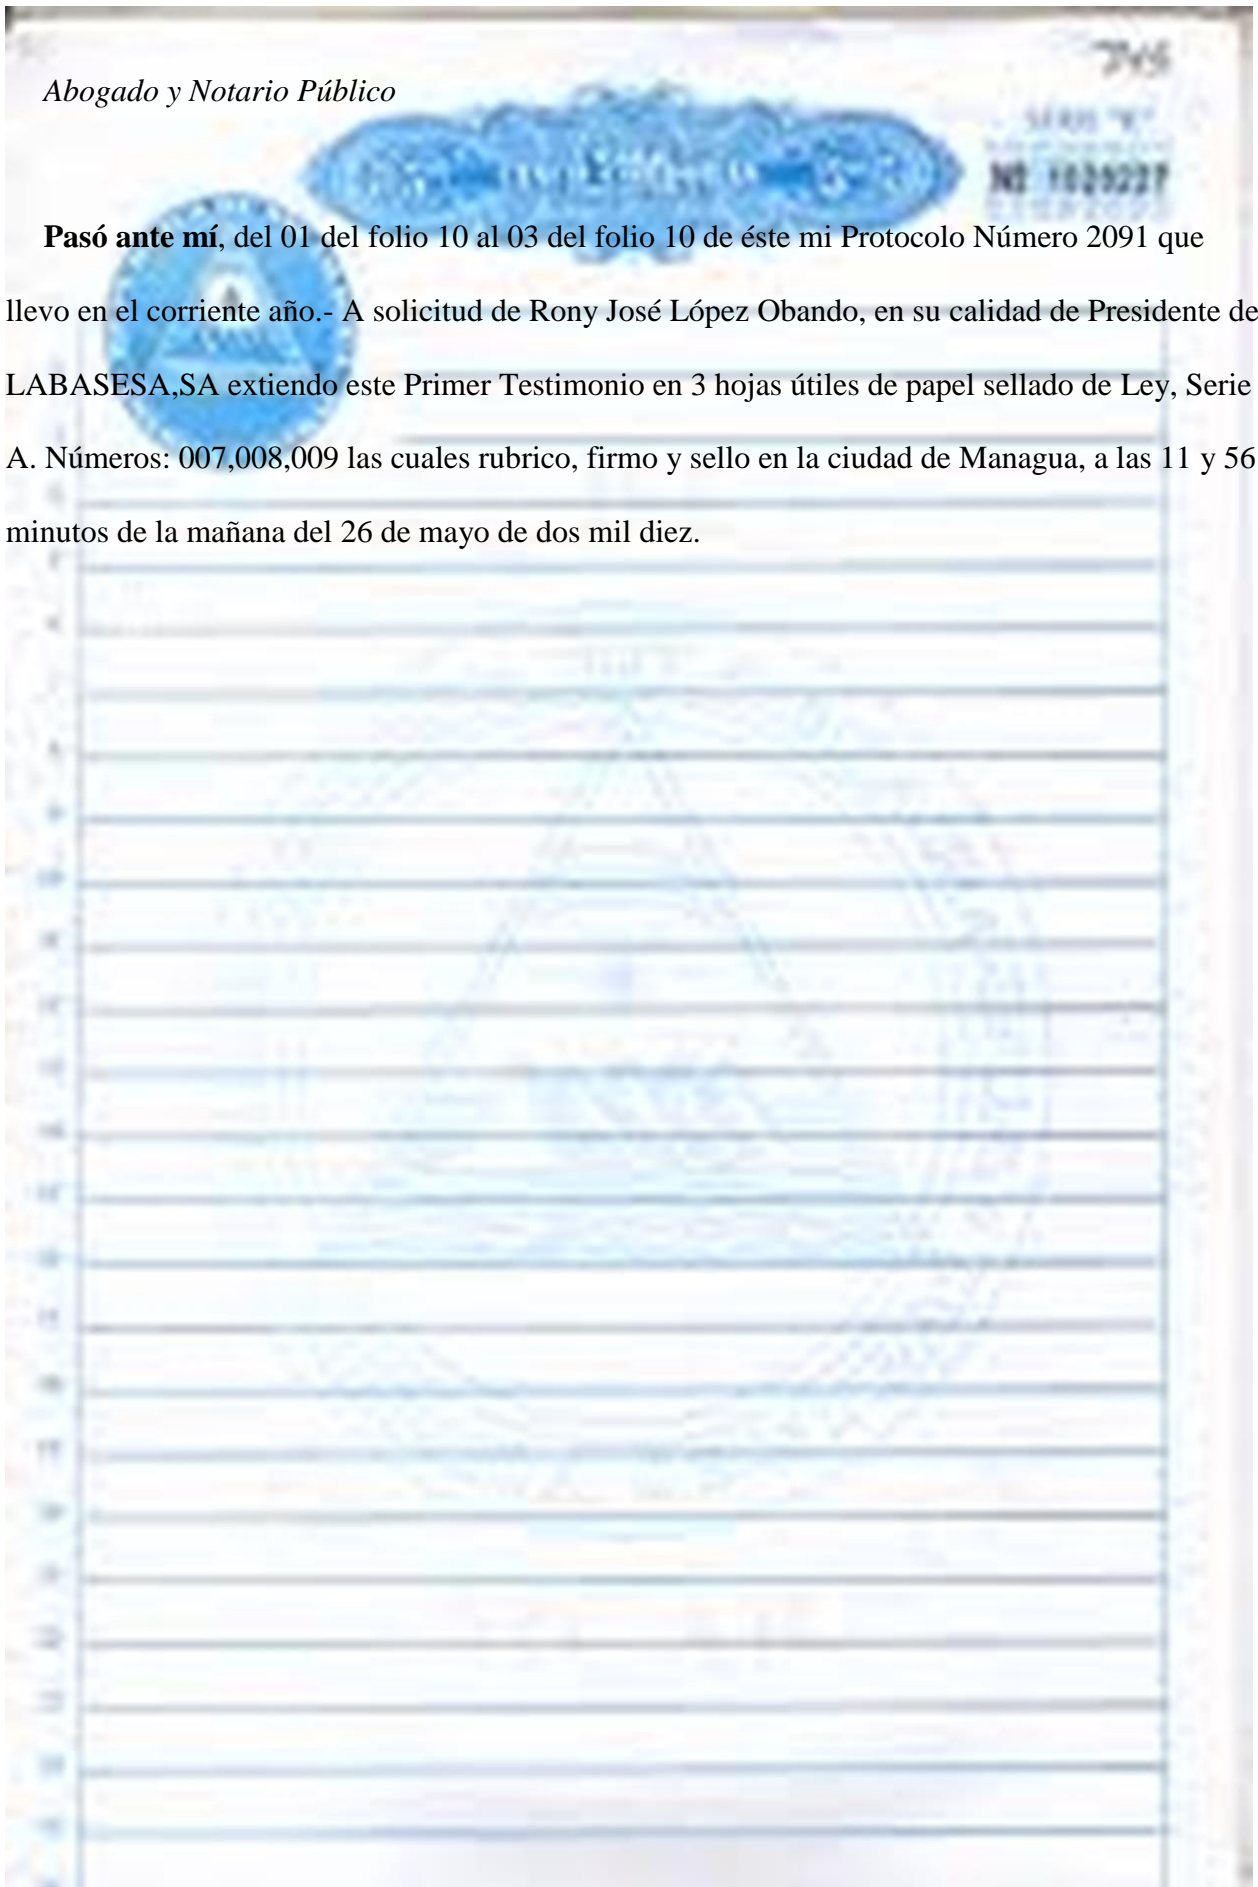 Abogado y Notario Público
Nº 1020227
Pasó ante mí, del 01 del folio 10 al 03 del folio 10 de éste mi Protocolo Número 2091 que
llevo en el corriente año.- A solicitud de Rony José López Obando, en su calidad de Presidente de
LABASESA,SA extiendo este Primer Testimonio en 3 hojas útiles de papel sellado de Ley, Serie
A. Números: 007,008,009 las cuales rubrico, firmo y sello en la ciudad de Managua, a las 11 y 56
minutos de la mañana del 26 de mayo de dos mil diez.